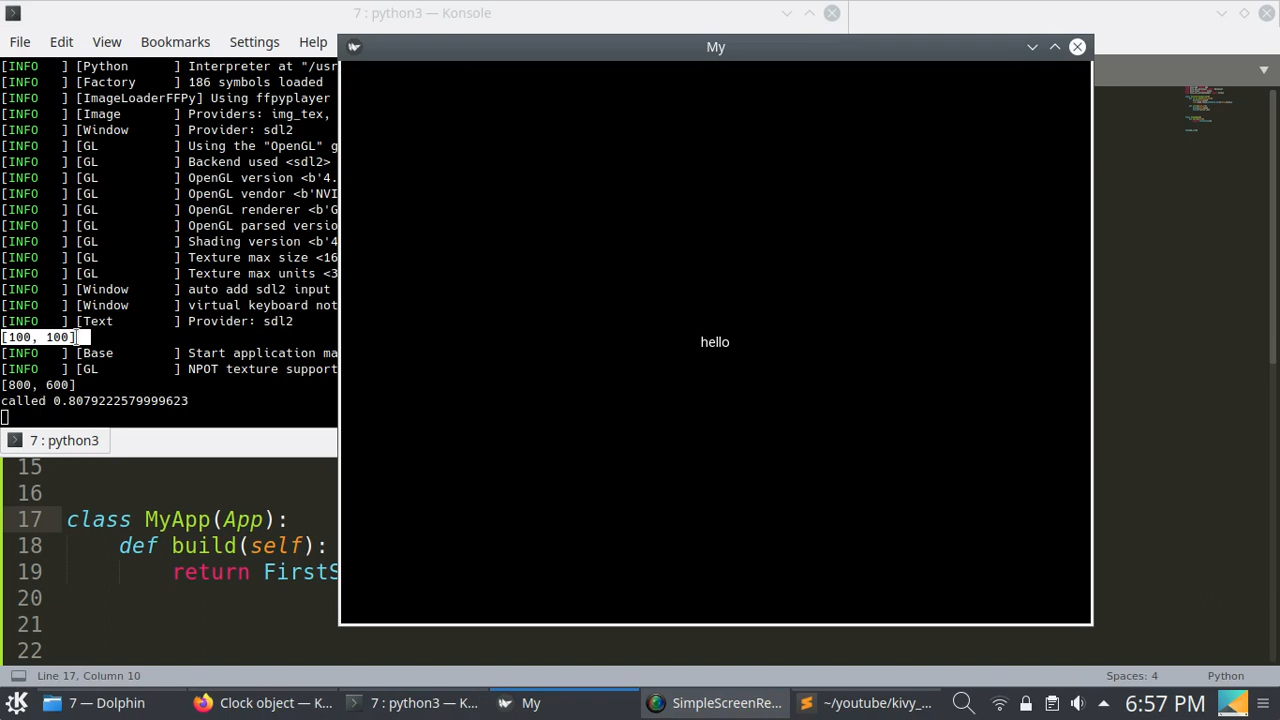 7 : python3 — Konsole
File Edit View Bookmarks Settings Help
My
[INFO ] [Python ] Interpreter at "/usr
[INFO ] [Factory ] 186 symbols loaded
[INFO ] [ImageLoaderFFPy] Using ffpyplayer
[INFO ] [Image ] Providers: img_tex,
[INFO ] [Window ] Provider: sdl2
[INFO ] [GL ] Using the "OpenGL" g
[INFO ] [GL ] Backend used <sdl2>
[INFO ] [GL ] OpenGL version <b'4.
[INFO ] [GL ] OpenGL vendor <b'NVI
[INFO ] [GL ] OpenGL renderer <b'G
[INFO ] [GL ] OpenGL parsed versio
[INFO ] [GL ] Shading version <b'4
[INFO ] [GL ] Texture max size <16
[INFO ] [GL ] Texture max units <3
[INFO ] [Window ] auto add sdl2 input
[INFO ] [Window ] virtual keyboard not
[INFO ] [Text ] Provider: sdl2
[100, 100]
[INFO ] [Base ] Start application ma
[INFO ] [GL ] NPOT texture support
[800, 600]
called 0.8079222579999623
hello
7 : python3
15
16
17 class MyApp(App):
18 def build(self):
19 return FirstS
20
21
22
Line 17, Column 10 Spaces: 4 Python
7 — Dolphin Clock object — K... 7 : python3 — K... My SimpleScreenRe... ~/youtube/kivy_... 6:57 PM